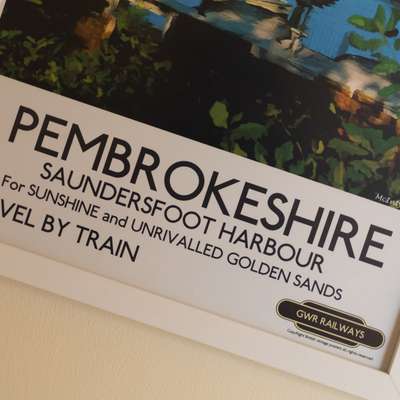 PEMBROKESHIRE
SAUNDERSFOOT HARBOUR
For SUNSHINE and UNRIVALLED GOLDEN SANDS
VEL BY TRAIN
GWR RAILWAYS